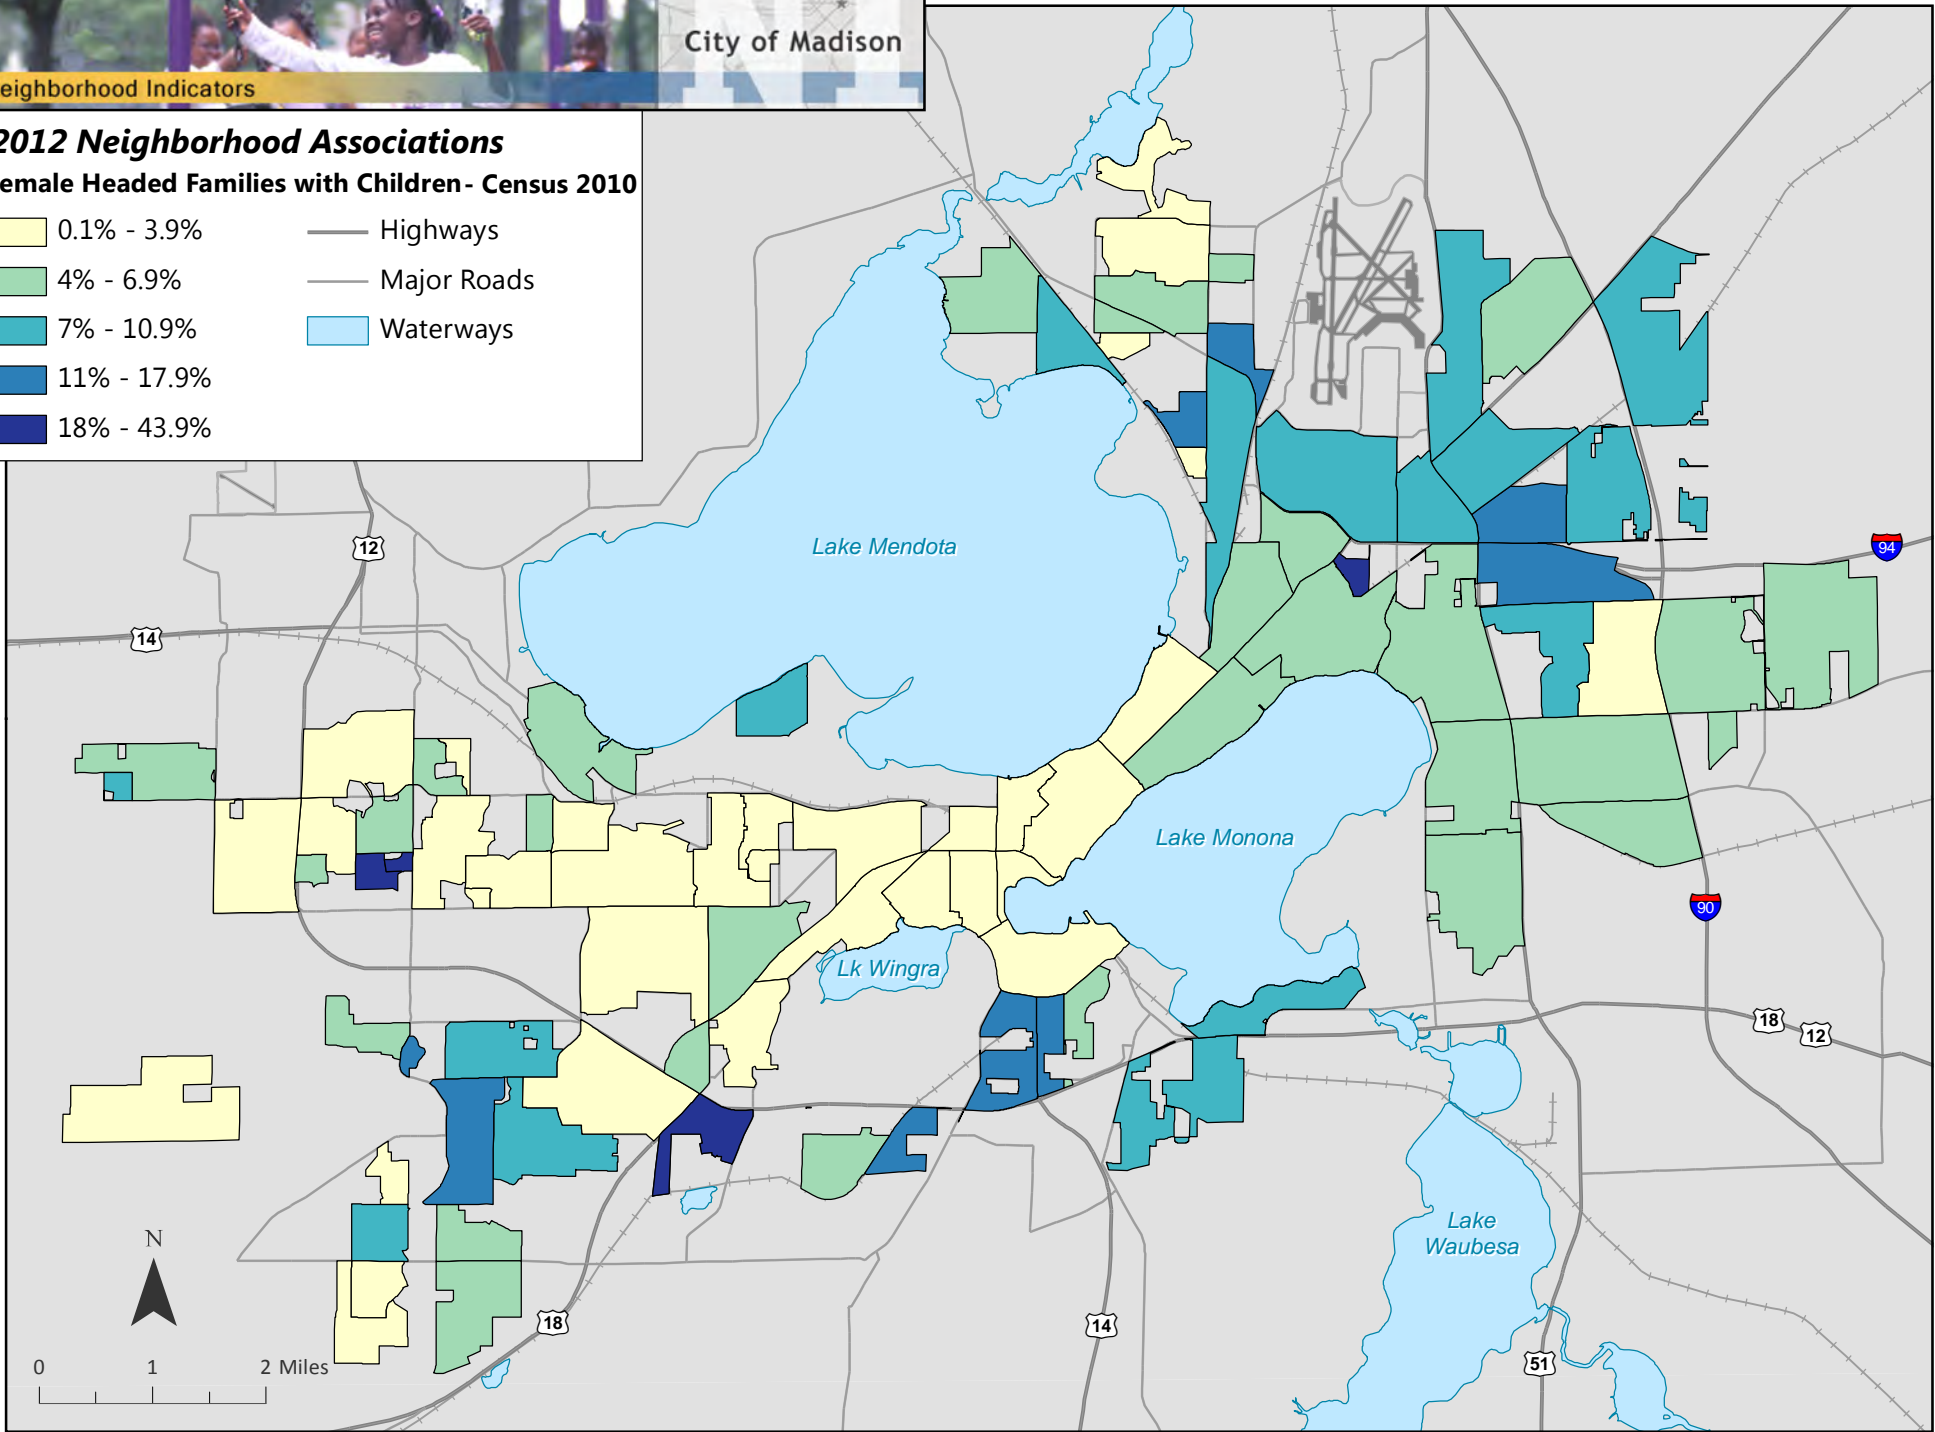 City of Madison
eighborhood Indicators
2012 Neighborhood Associations
emale Headed Families with Children - Census 2010
0.1% - 3.9%
Highways
4% - 6.9%
Major Roads
7% - 10.9%
Waterways
11% - 17.9%
18% - 43.9%
12
Lake Mendota
94
14
Lake Monona
90
Lk Wingra
18
12
Lake
Waubesa
N
18
14
51
0 1 2 Miles